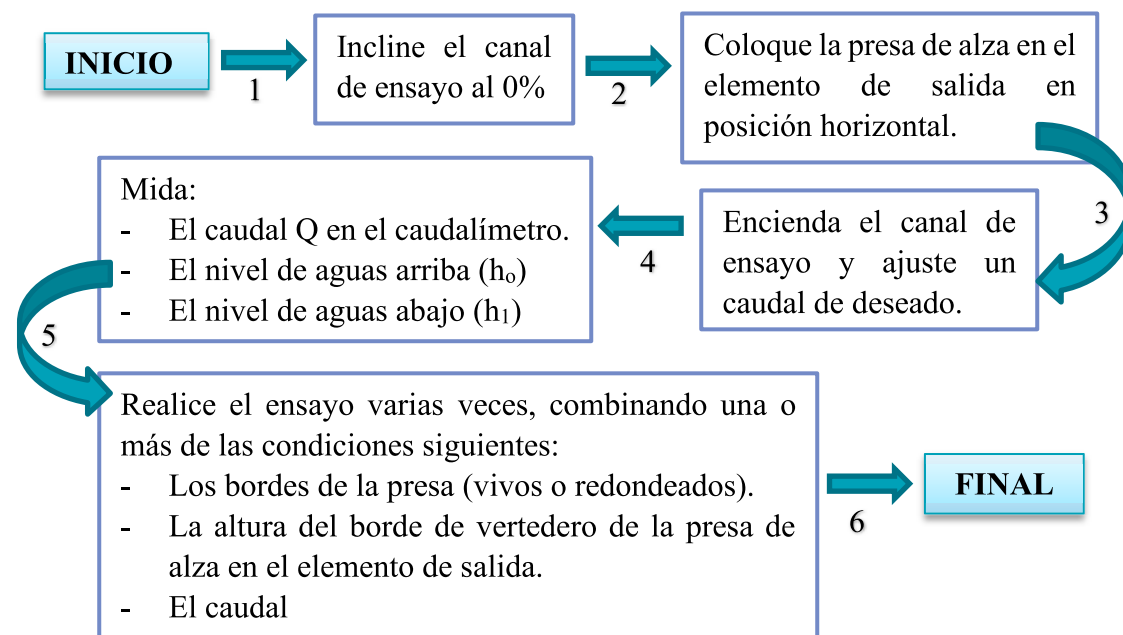 INICIO
1
Incline el canal
de ensayo al 0%
2
Coloque la presa de alza en el
elemento de salida en
posición horizontal.
3
Encienda el canal de
ensayo y ajuste un
caudal de deseado.
4
Mida:
- El caudal Q en el caudalímetro.
- El nivel de aguas arriba (h₀)
- El nivel de aguas abajo (h₁)
5
Realice el ensayo varias veces, combinando una o
más de las condiciones siguientes:
- Los bordes de la presa (vivos o redondeados).
- La altura del borde de vertedero de la presa de
alza en el elemento de salida.
- El caudal
6
FINAL